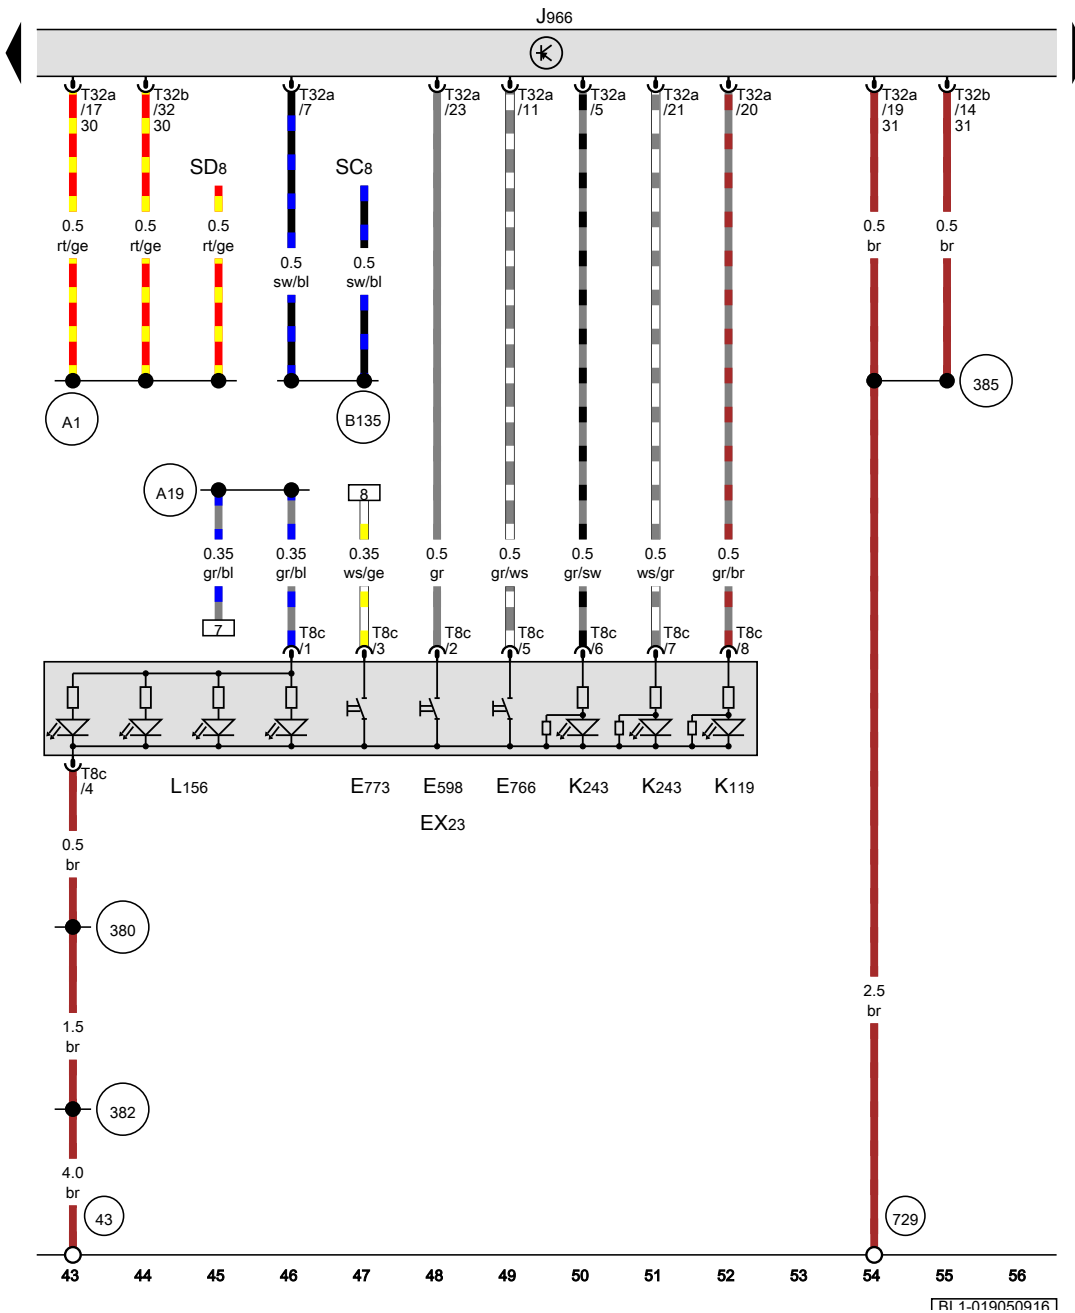 J966
T32a /17 30
T32b /32 30
T32a /7
T32a /23
T32a /11
T32a /5
T32a /21
T32a /20
T32a /19 31
T32b /14 31
SD8
SC8
0.5 rt/ge
0.5 rt/ge
0.5 rt/ge
0.5 sw/bl
0.5 sw/bl
0.5 br
0.5 br
A1
B135
385
A19
8
0.35 gr/bl
0.35 gr/bl
0.35 ws/ge
0.5 gr
0.5 gr/ws
0.5 gr/sw
0.5 ws/gr
0.5 gr/br
7
T8c /1
T8c /3
T8c /2
T8c /5
T8c /6
T8c /7
T8c /8
T8c /4
L156
E773
E598
E766
K243
K243
K119
EX23
0.5 br
380
2.5 br
1.5 br
382
4.0 br
43
729
43 44 45 46 47 48 49 50 51 52 53 54 55 56
BL1-019050916